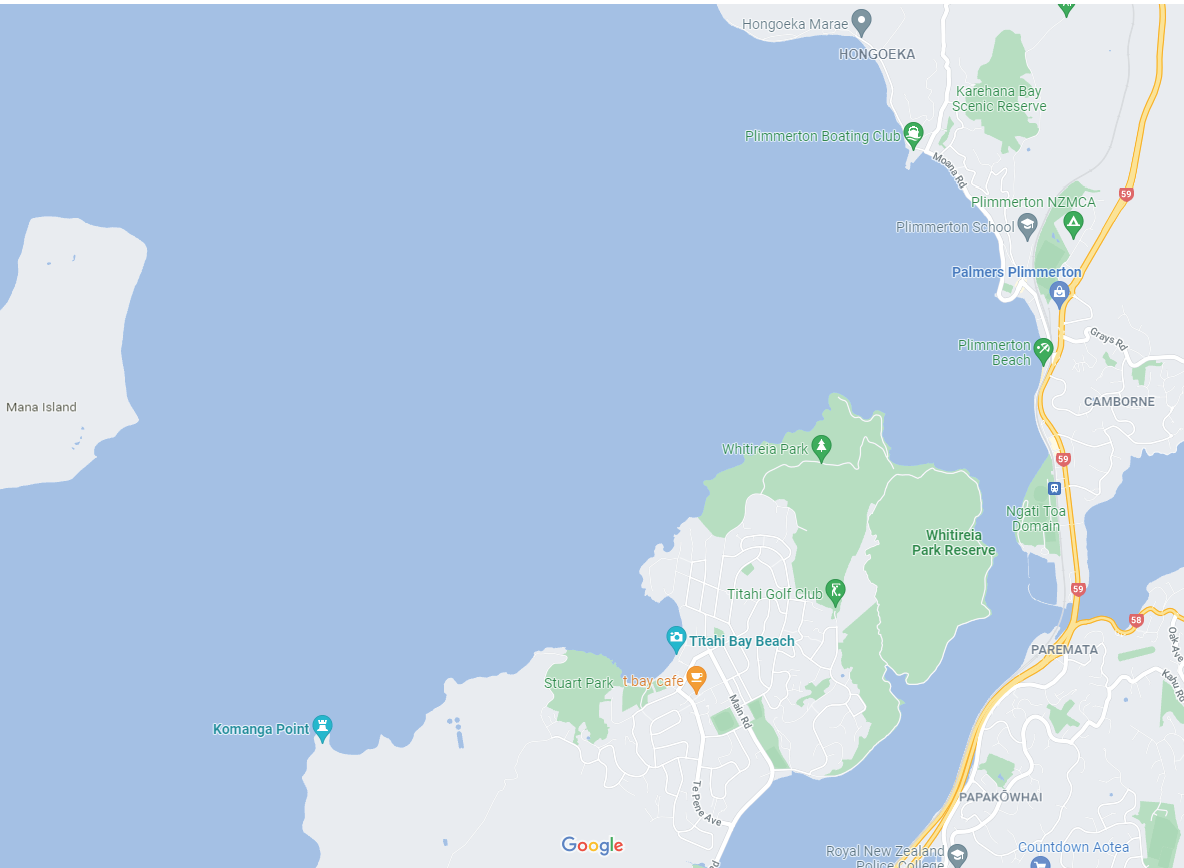 Hongoeka Marae
HONGOEKA
Karehana Bay
Scenic Reserve
Plimmerton Boating Club
Moana Rd
59
Plimmerton NZMCA
Plimmerton School
Palmers Plimmerton
Grays Rd
Plimmerton
Beach
CAMBORNE
Mana Island
Whitireia Park
59
Ngati Toa
Domain
Whitireia
Park Reserve
Titahi Golf Club
59
58
Oak Ave
Tītahi Bay Beach
PAREMATA
Stuart Park
t bay cafe
Kahu Rd
Main Rd
Komanga Point
Te Pene Ave
PAPAKŌWHAI
Google
Royal New Zealand
Police College
Countdown Aotea